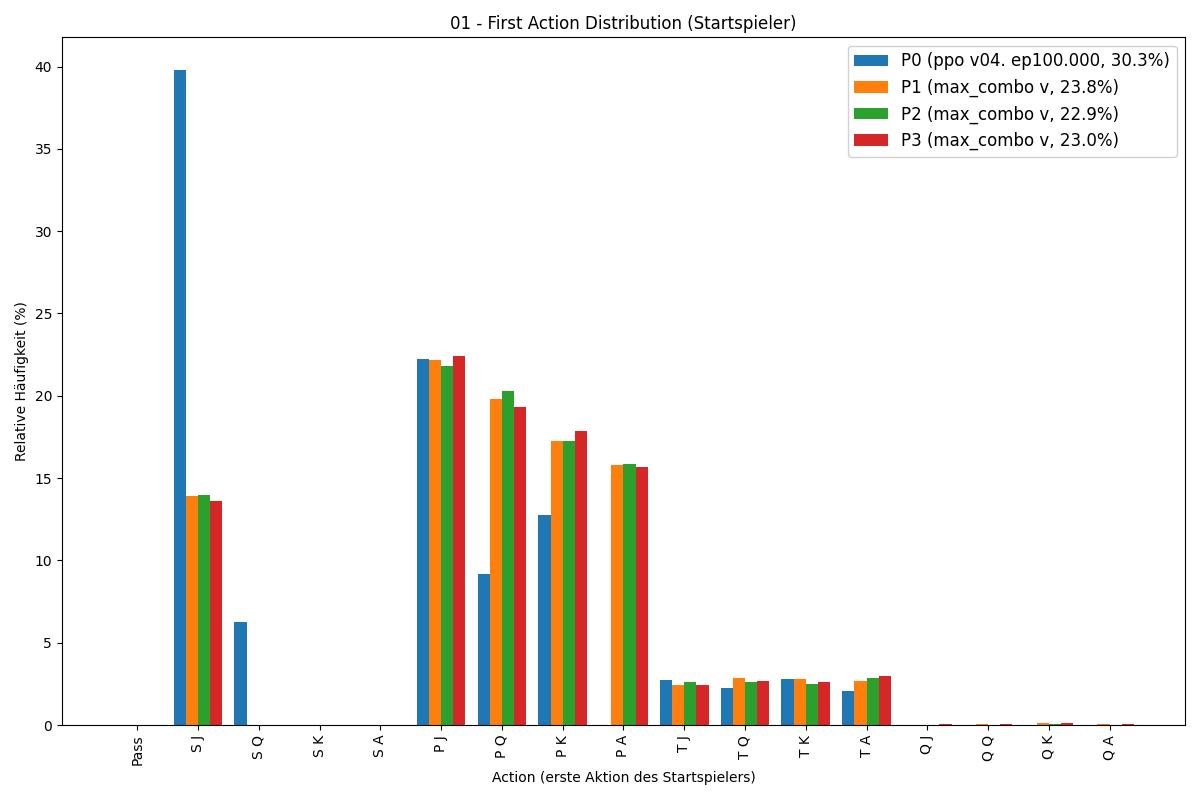 01 - First Action Distribution (Startspieler)
P0 (ppo v04. ep100.000, 30.3%)
P1 (max_combo v, 23.8%)
P2 (max_combo v, 22.9%)
P3 (max_combo v, 23.0%)
Relative Häufigkeit (%)
40
35
30
25
20
15
10
5
0
Pass
S J
S Q
S K
S A
P J
P Q
P K
P A
T J
T Q
T K
T A
Q J
Q Q
Q K
Q A
Action (erste Aktion des Startspielers)